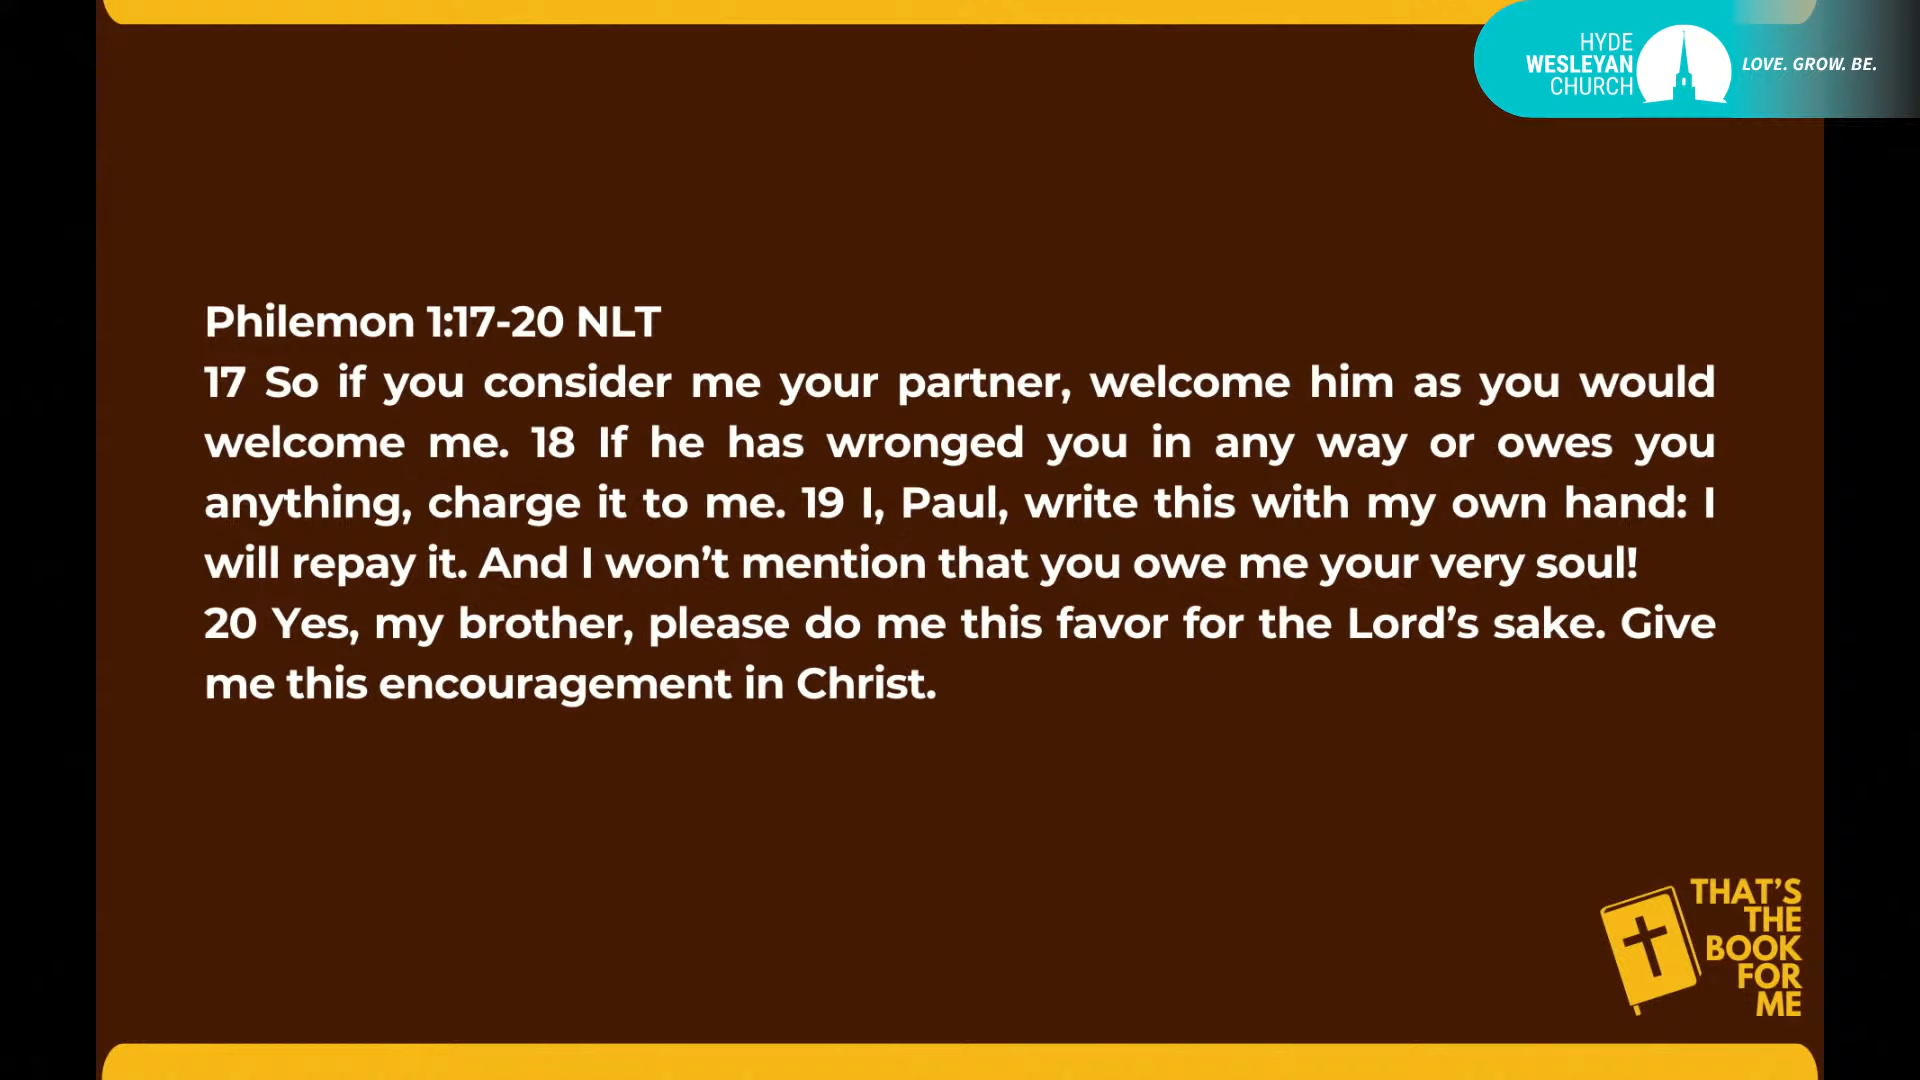 HYDE
WESLEYAN
CHURCH
LOVE. GROW. BE.
Philemon 1:17-20 NLT
17 So if you consider me your partner, welcome him as you would
welcome me. 18 If he has wronged you in any way or owes you
anything, charge it to me. 19 I, Paul, write this with my own hand: I
will repay it. And I won’t mention that you owe me your very soul!
20 Yes, my brother, please do me this favor for the Lord’s sake. Give
me this encouragement in Christ.
THAT’S
THE
BOOK
FOR
ME